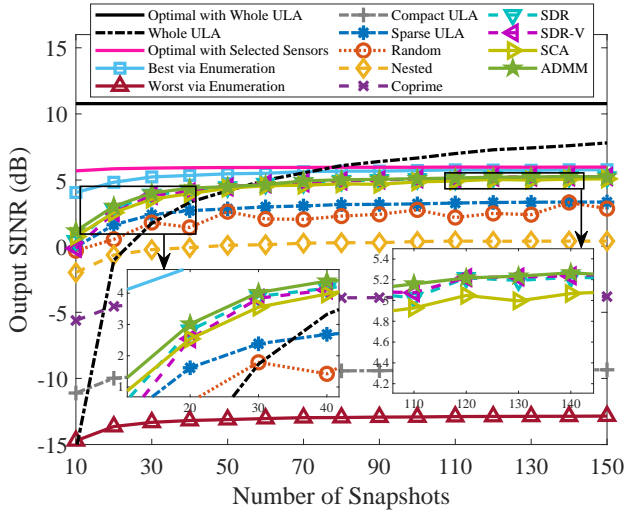 Optimal with Whole ULA
Whole ULA
Optimal with Selected Sensors
Best via Enumeration
Worst via Enumeration
Compact ULA
Sparse ULA
Random
Nested
Coprime
SDR
SDR-V
SCA
ADMM
Output SINR (dB)
15
10
5
0
-5
-10
-15
4
3
2
1
20
30
40
5.2
5
4.8
4.6
4.4
4.2
110
120
130
140
10
30
50
70
90
110
130
150
Number of Snapshots